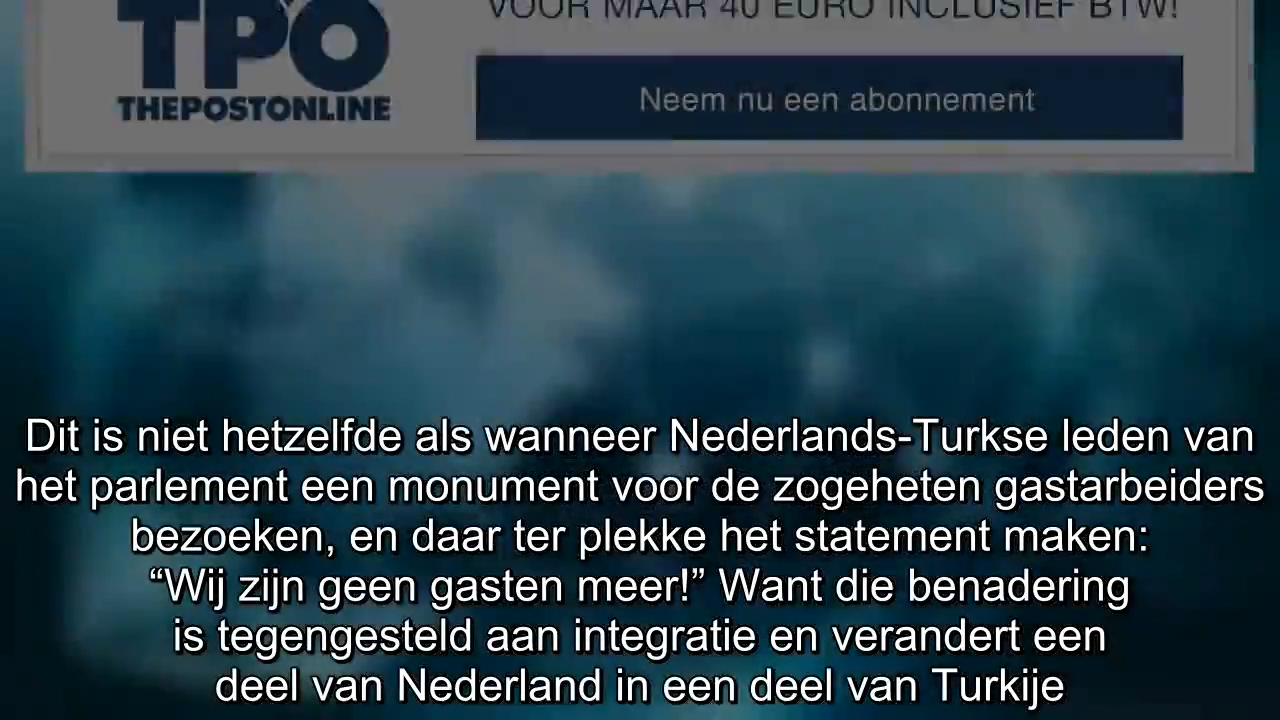 VOOR MAAR 40 EURO INCLUSIEF BTW!
TPO
THEPOSTONLINE
Neem nu een abonnement
Dit is niet hetzelfde als wanneer Nederlands-Turkse leden van
het parlement een monument voor de zogeheten gastarbeiders
bezoeken, en daar ter plekke het statement maken:
“Wij zijn geen gasten meer!” Want die benadering
is tegengesteld aan integratie en verandert een
deel van Nederland in een deel van Turkije